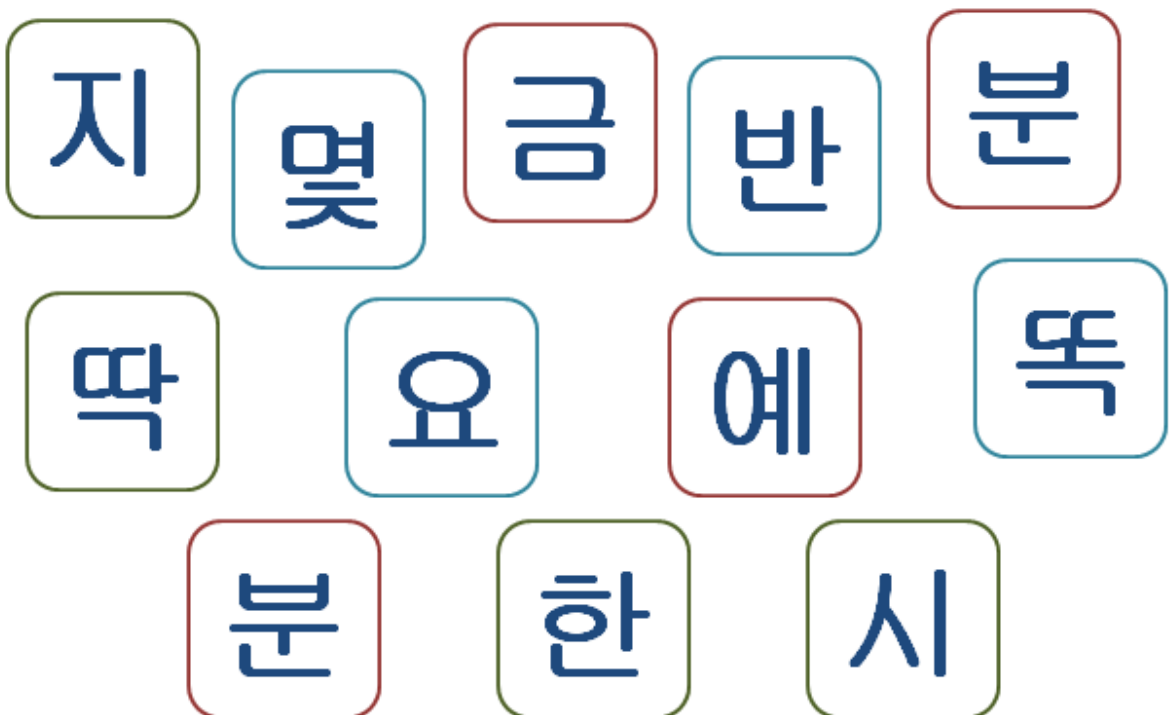 지 몇 금 반 분
딱 요 예 똑
분 한 시